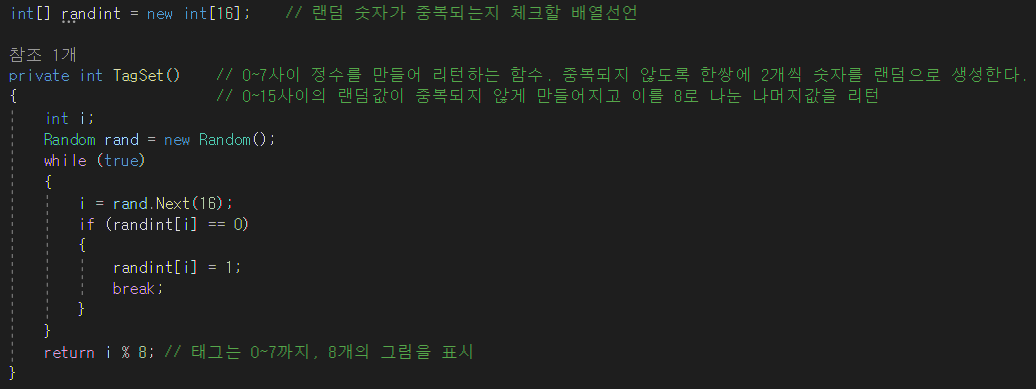 int[] randint = new int[16];    // 랜덤 숫자가 중복되는지 체크할 배열선언
참조 1개
private int TagSet()    // 0~7사이 정수를 만들어 리턴하는 함수. 중복되지 않도록 한쌍에 2개씩 숫자를 랜덤으로 생성한다.
{                       // 0~15사이의 랜덤값이 중복되지 않게 만들어지고 이를 8로 나눈 나머지값을 리턴
    int i;
    Random rand = new Random();
    while (true)
    {
        i = rand.Next(16);
        if (randint[i] == 0)
        {
            randint[i] = 1;
            break;
        }
    }
    return i % 8; // 태그는 0~7까지, 8개의 그림을 표시
}